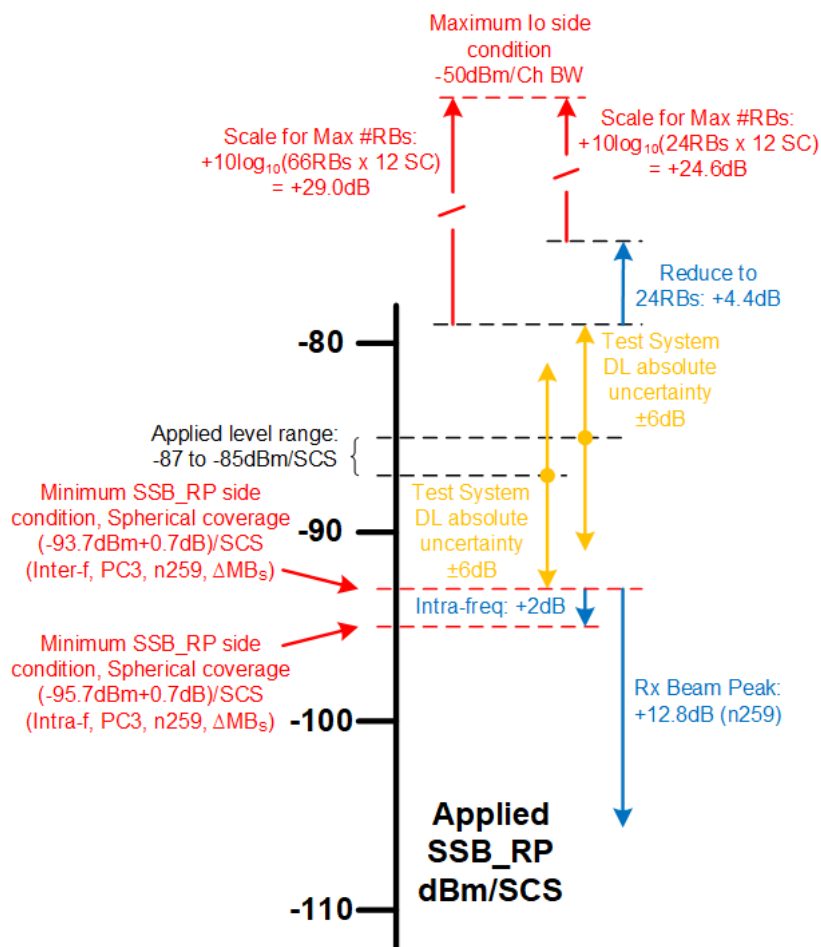 Maximum Io side
condition
-50dBm/Ch BW
Scale for Max #RBs:
+10log₁₀(66RBs x 12 SC)
= +29.0dB
Scale for Max #RBs:
+10log₁₀(24RBs x 12 SC)
= +24.6dB
Reduce to
24RBs: +4.4dB
-80
Test System
DL absolute
uncertainty
±6dB
Applied level range:
-87 to -85dBm/SCS
Minimum SSB_RP side
condition, Spherical coverage
(-93.7dBm+0.7dB)/SCS
(Inter-f, PC3, n259, ΔMBₛ)
-90
Test System
DL absolute
uncertainty
±6dB
Intra-freq: +2dB
Minimum SSB_RP side
condition, Spherical coverage
(-95.7dBm+0.7dB)/SCS
(Intra-f, PC3, n259, ΔMBₛ)
Rx Beam Peak:
+12.8dB (n259)
-100
Applied
SSB_RP
dBm/SCS
-110